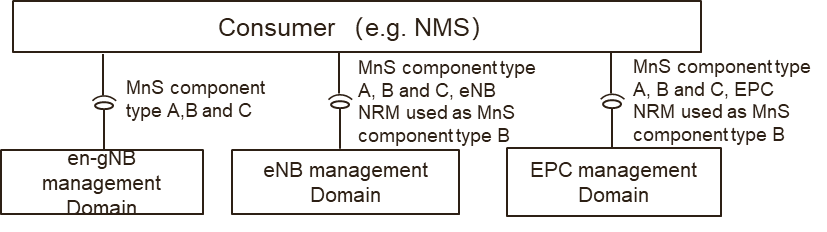 Consumer （e.g. NMS）
MnS component
type A,B and C
MnS component type
A, B and C, eNB
NRM used as MnS
component type B
MnS component type
A, B and C, EPC
NRM used as MnS
component type B
en-gNB
management
Domain
eNB management
Domain
EPC management
Domain